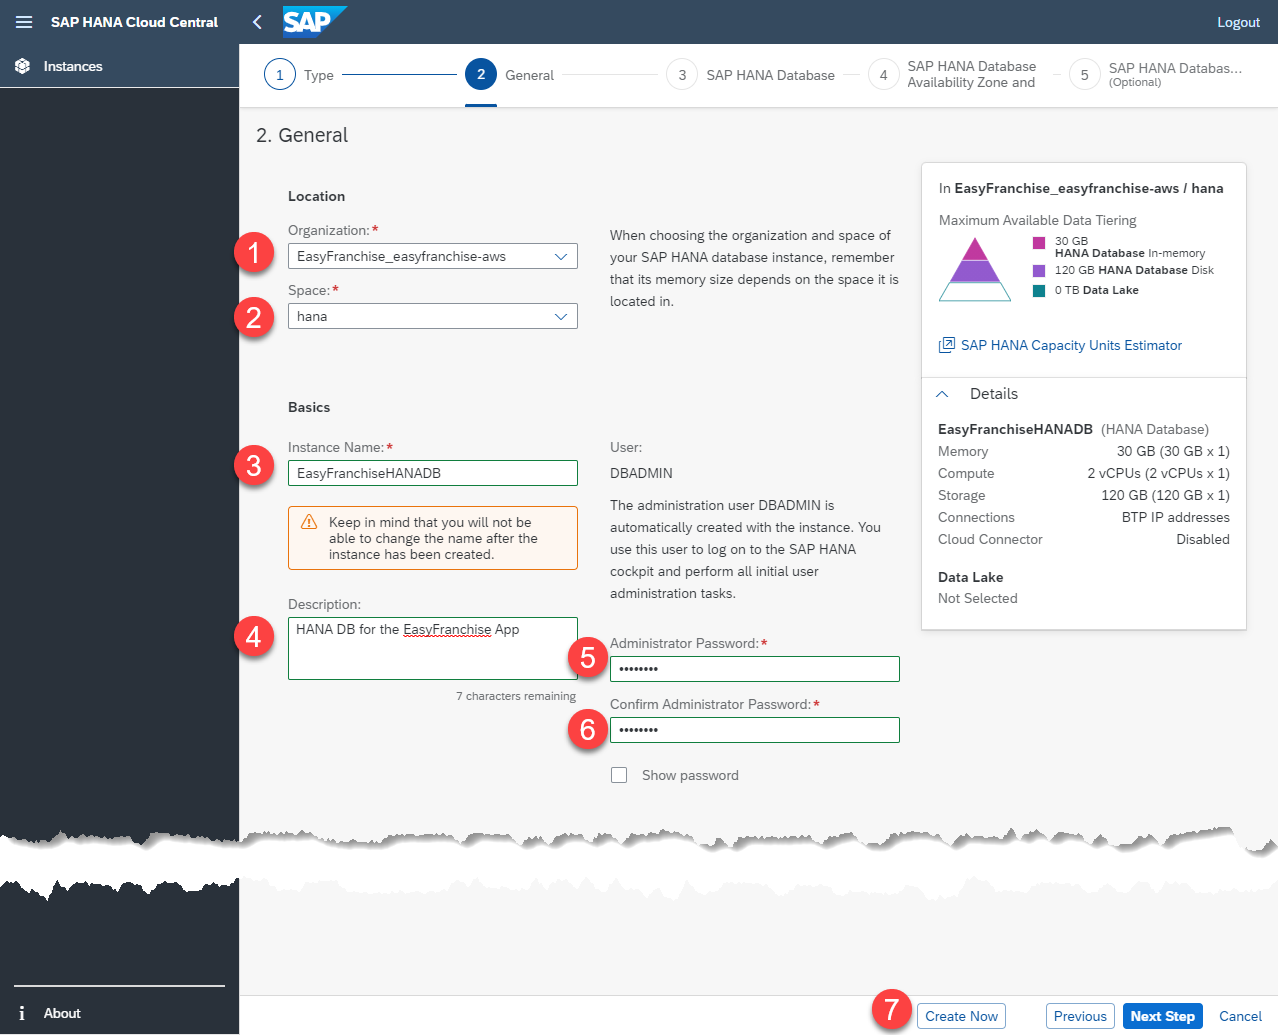 SAP HANA Cloud Central
SAP
Logout
Instances
1 Type
2 General
3 SAP HANA Database
4 SAP HANA Database
Availability Zone and
5 SAP HANA Databas...
(Optional)
2. General
Location
Organization:*
1
EasyFranchise_easyfranchise-aws
Space:*
2
hana
When choosing the organization and space of
your SAP HANA database instance, remember
that its memory size depends on the space it is
located in.
Basics
Instance Name:*
3
EasyFranchiseHANADB
Keep in mind that you will not be
able to change the name after the
instance has been created.
Description:
4
HANA DB for the EasyFranchise App
7 characters remaining
User:
DBADMIN
The administration user DBADMIN is
automatically created with the instance. You
use this user to log on to the SAP HANA
cockpit and perform all initial user
administration tasks.
Administrator Password:*
5
••••••••
Confirm Administrator Password:*
6
••••••••
Show password
In EasyFranchise_easyfranchise-aws / hana
Maximum Available Data Tiering
30 GB
HANA Database In-memory
120 GB HANA Database Disk
0 TB Data Lake
SAP HANA Capacity Units Estimator
Details
EasyFranchiseHANADB (HANA Database)
Memory 30 GB (30 GB x 1)
Compute 2 vCPUs (2 vCPUs x 1)
Storage 120 GB (120 GB x 1)
Connections BTP IP addresses
Cloud Connector Disabled
Data Lake
Not Selected
i About
7
Create Now
Previous
Next Step
Cancel